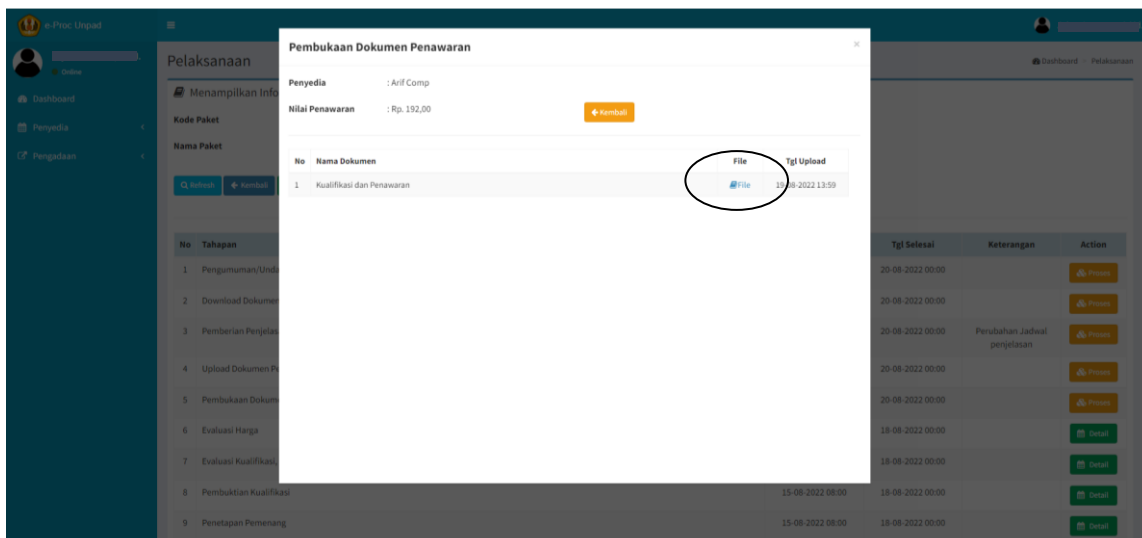 e-Proc Unpad
Online
Dashboard
Penyedia
Pengadaan
Pelaksanaan
Dashboard - Pelaksanaan
Menampilkan Info
Kode Paket
Nama Paket
Refresh Kembali
Pembukaan Dokumen Penawaran ×
Penyedia : Arif Comp
Nilai Penawaran : Rp. 192,00
Kembali
No Nama Dokumen File Tgl Upload
1 Kualifikasi dan Penawaran File 19-08-2022 13:59
No Tahapan Tgl Selesai Keterangan Action
1 Pengumuman/Unda 20-08-2022 00:00 Proses
2 Download Dokumen 20-08-2022 00:00 Proses
3 Pemberian Penjelas 20-08-2022 00:00 Perubahan Jadwal penjelasan Proses
4 Upload Dokumen Pe 20-08-2022 00:00 Proses
5 Pembukaan Dokum 20-08-2022 00:00 Proses
6 Evaluasi Harga 18-08-2022 00:00 Detail
7 Evaluasi Kualifikasi, 18-08-2022 00:00 Detail
8 Pembuktian Kualifikasi 15-08-2022 08:00 18-08-2022 00:00 Detail
9 Penetapan Pemenang 15-08-2022 08:00 18-08-2022 00:00 Detail